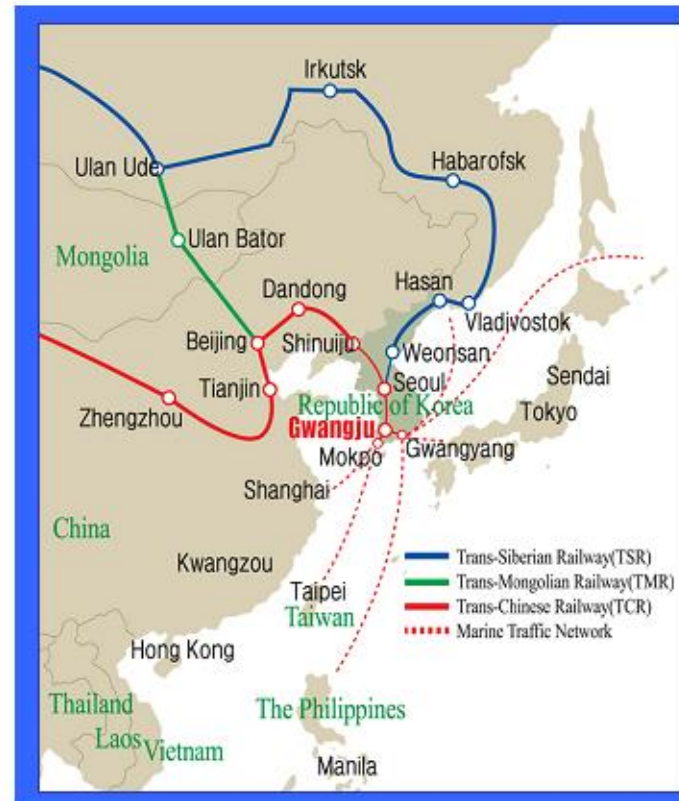 Irkutsk
Ulan Ude
Habarofsk
Ulan Bator
Mongolia
Hasan
Dandong
Vladivostok
Beijing
Shinuiju
Weonsan
Tianjin
Seoul
Sendai
Zhengzhou
Republic of Korea
Tokyo
Gwangju
Mokpo
Gwangyang
Shanghai
China
Trans-Siberian Railway(TSR)
Kwangzou
Trans-Mongolian Railway(TMR)
Taipei
Trans-Chinese Railway(TCR)
Taiwan
Marine Traffic Network
Hong Kong
Thailand
The Philippines
Laos
Vietnam
Manila